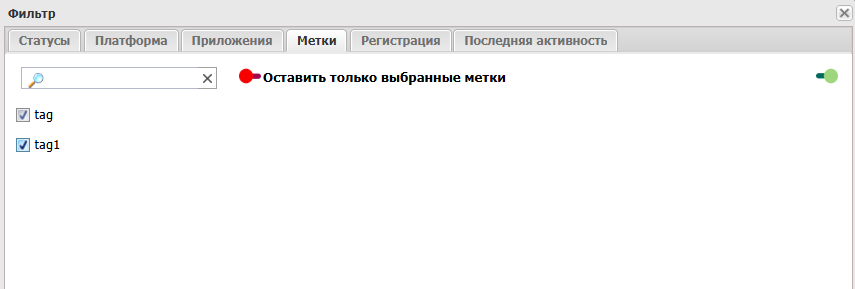 Фильтр
Статусы Платформа Приложения Метки Регистрация Последняя активность
Оставить только выбранные метки
tag
tag1